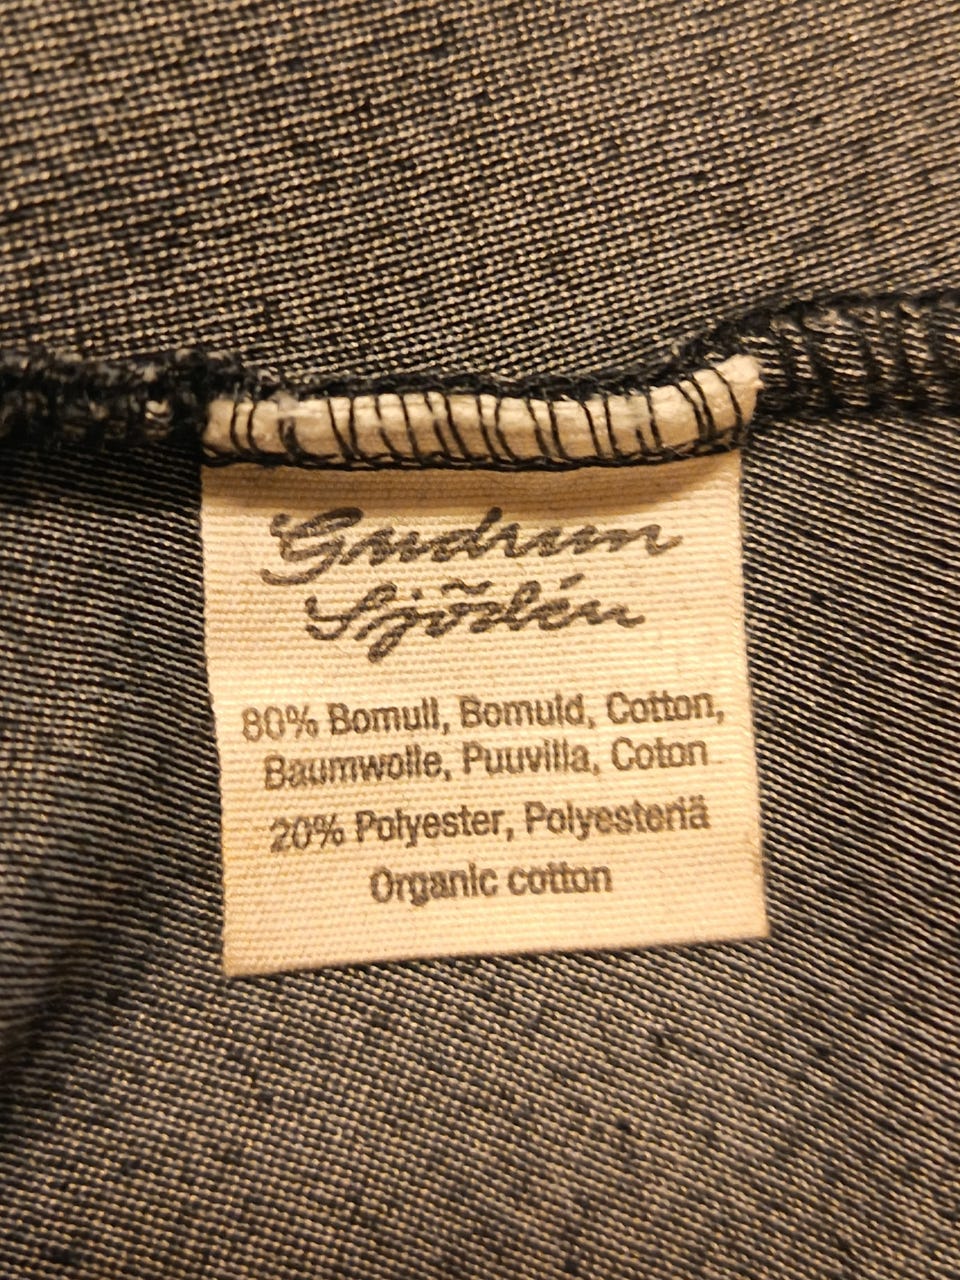 Gudrun
Sjödén
80% Bomull, Bomuld, Cotton,
Baumwolle, Puuvilla, Coton
20% Polyester, Polyesteriä
Organic cotton